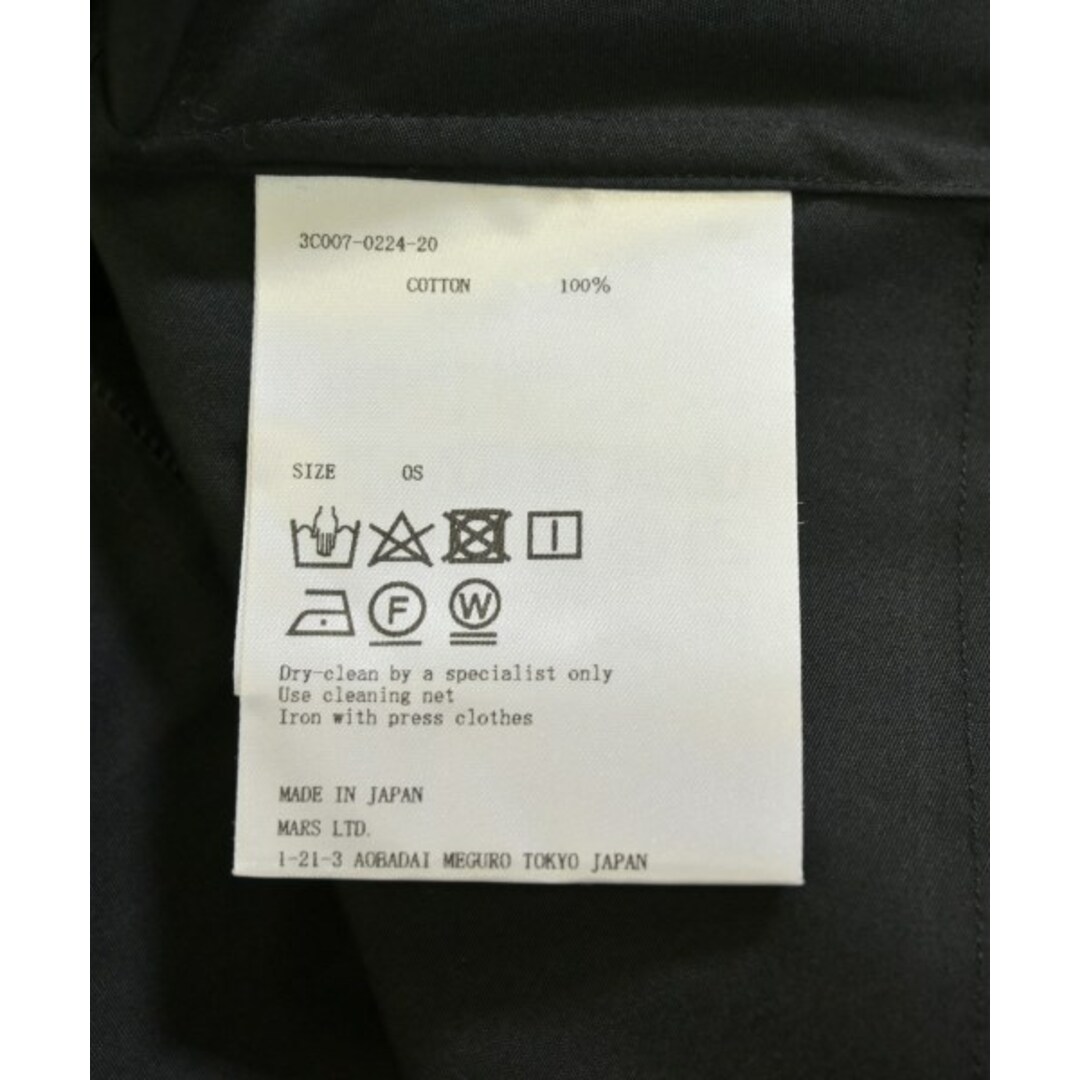 3C007-0224-20
COTTON 100%
SIZE OS
F W
Dry-clean by a specialist only
Use cleaning net
Iron with press clothes
MADE IN JAPAN
MARS LTD.
1-21-3 AOBADAI MEGURO TOKYO JAPAN